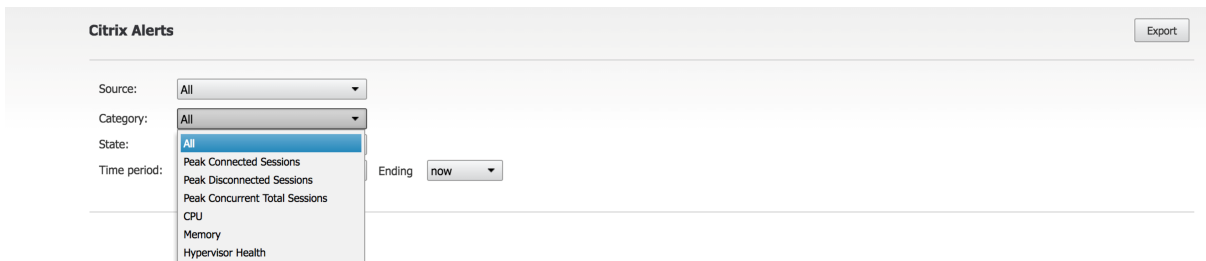 Citrix Alerts
Export
Source: All
Category: All
State: All
Time period: Peak Connected Sessions
Peak Disconnected Sessions Ending now
Peak Concurrent Total Sessions
CPU
Memory
Hypervisor Health